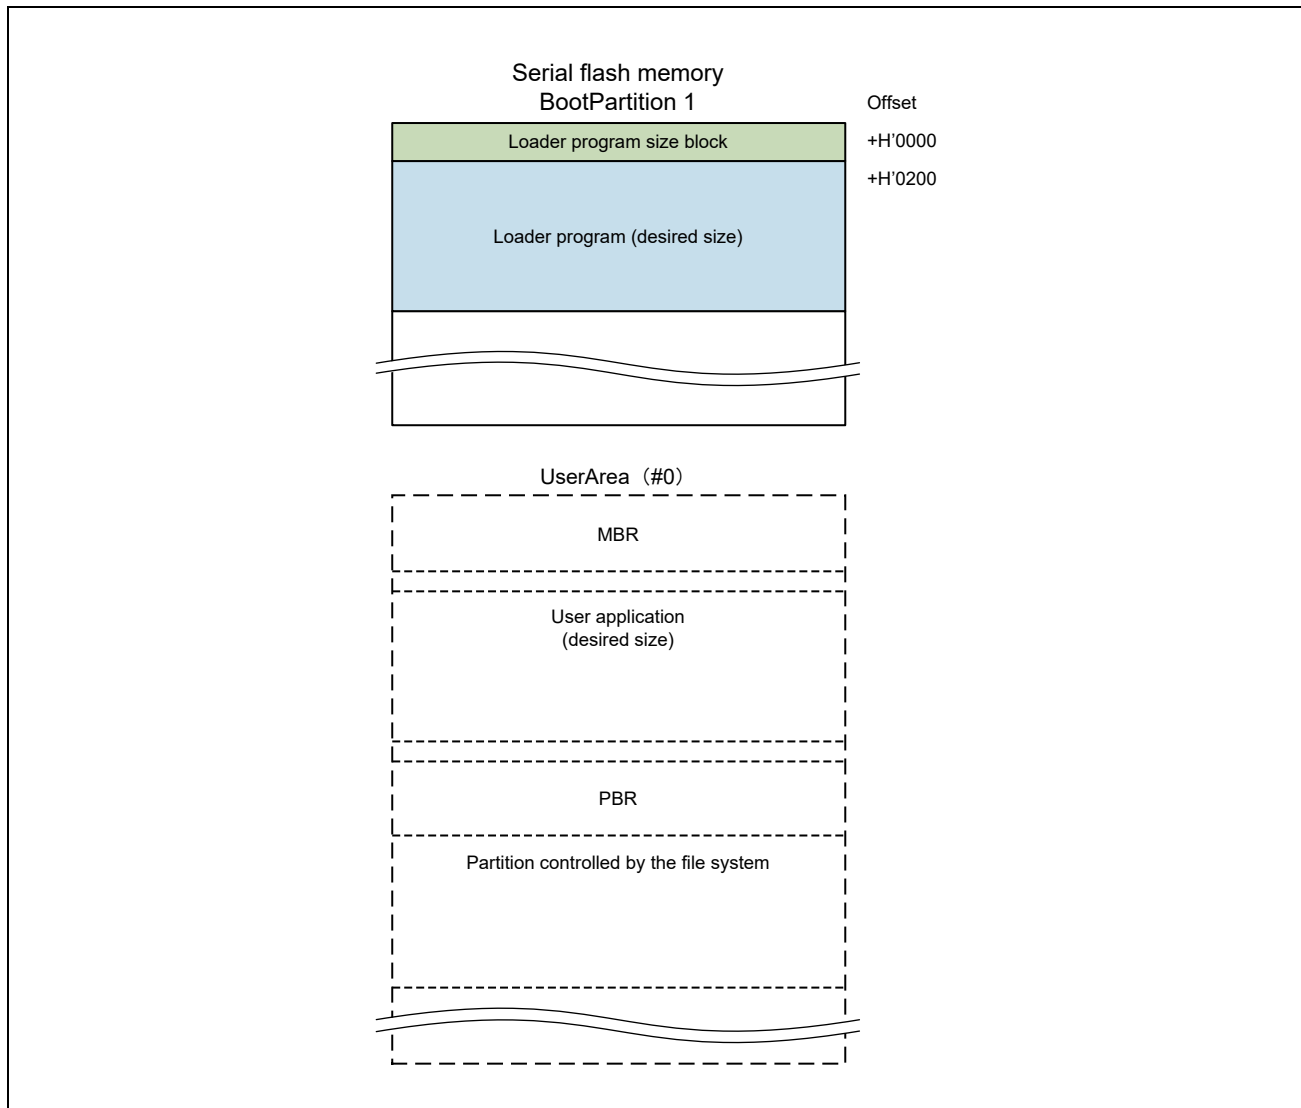 Serial flash memory
BootPartition 1
Offset
Loader program size block
+H’0000
+H’0200
Loader program (desired size)
UserArea（#0）
MBR
User application
(desired size)
PBR
Partition controlled by the file system